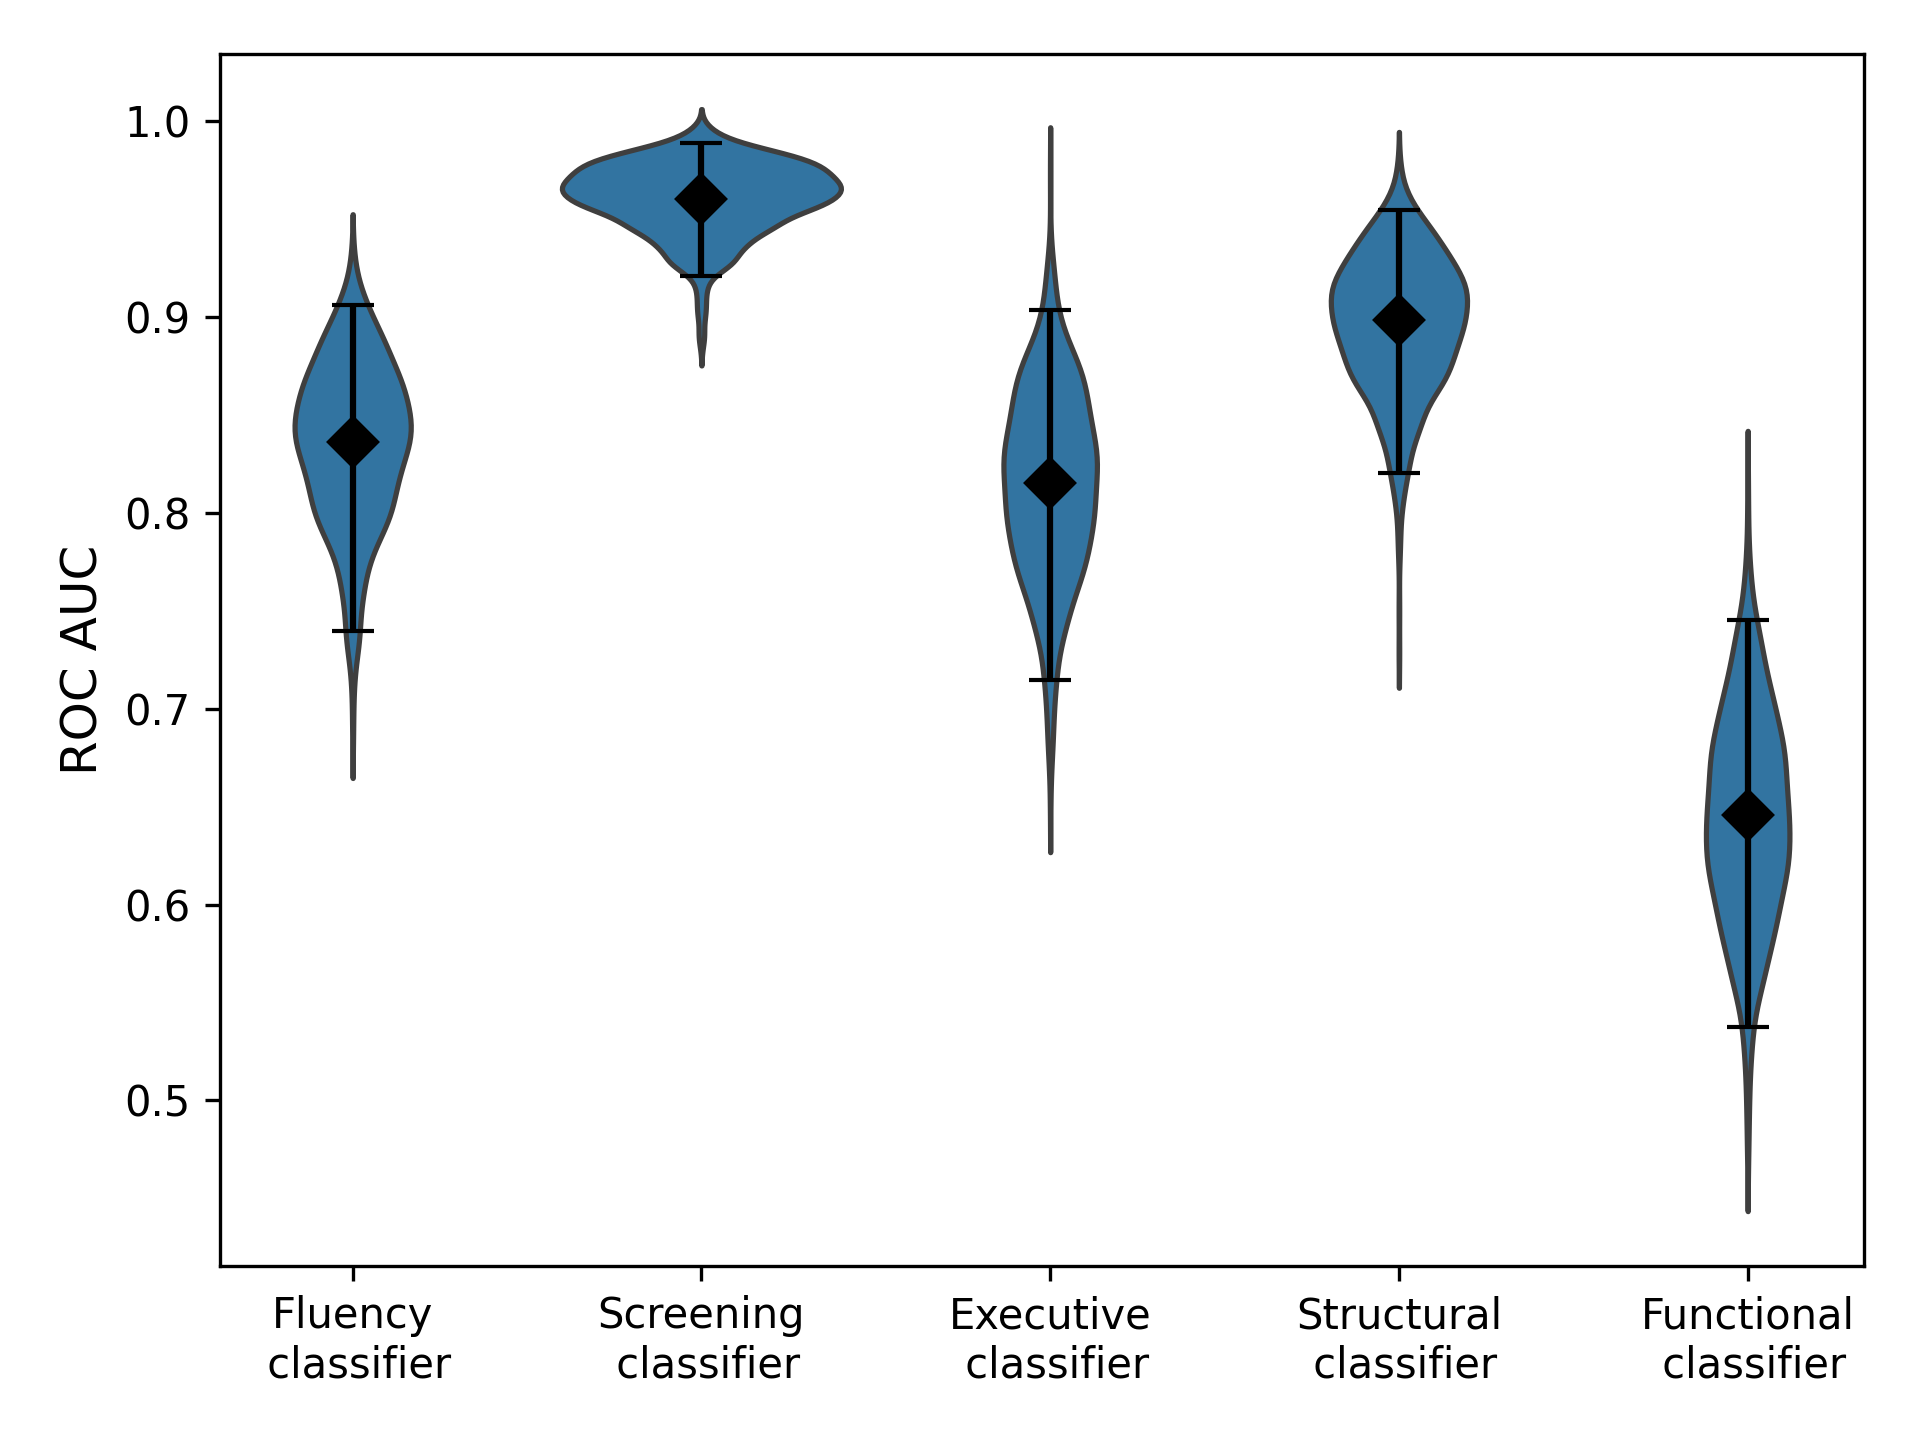 1.0
0.9
0.8
0.7
0.6
0.5
ROC AUC
Fluency classifier
Screening classifier
Executive classifier
Structural classifier
Functional classifier